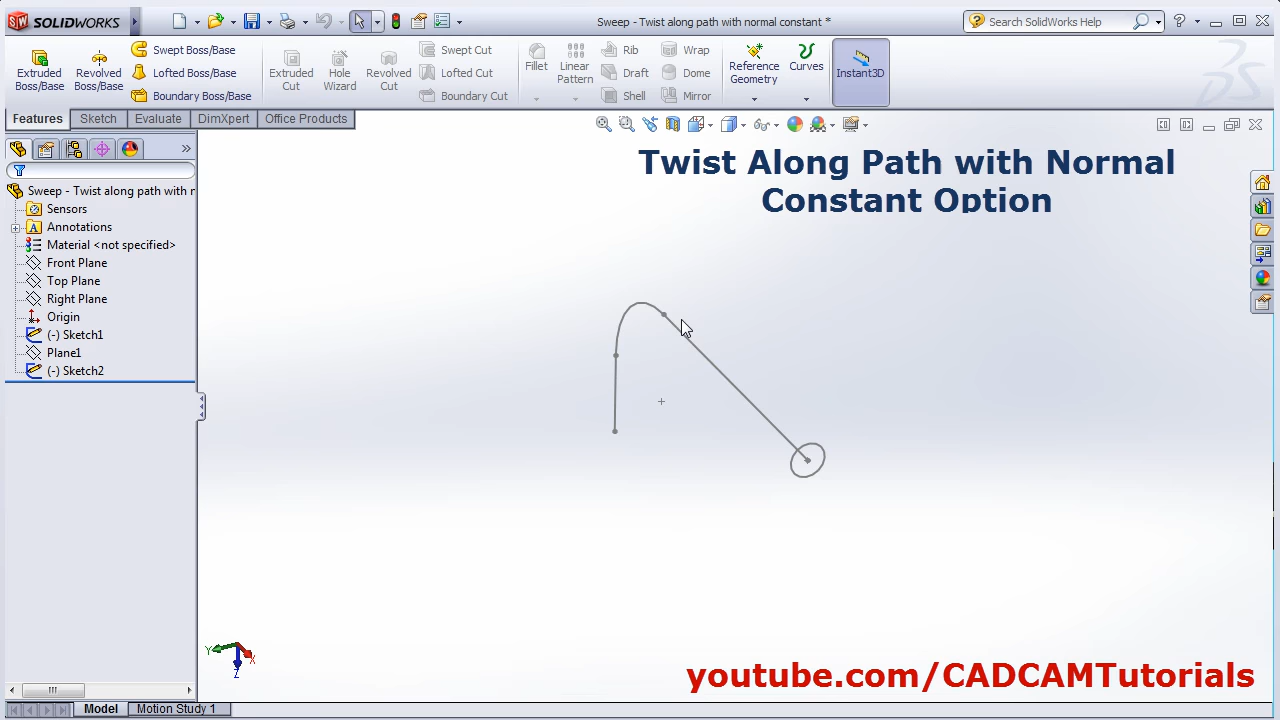 SOLIDWORKS
Sweep - Twist along path with normal constant *
Search SolidWorks Help
Extruded Boss/Base
Revolved Boss/Base
Swept Boss/Base
Lofted Boss/Base
Boundary Boss/Base
Extruded Cut
Hole Wizard
Revolved Cut
Swept Cut
Lofted Cut
Boundary Cut
Fillet
Linear Pattern
Rib
Draft
Shell
Wrap
Dome
Mirror
Reference Geometry
Curves
Instant3D
Features
Sketch
Evaluate
DimXpert
Office Products
Sweep - Twist along path with r
Sensors
Annotations
Material <not specified>
Front Plane
Top Plane
Right Plane
Origin
(-) Sketch1
Plane1
(-) Sketch2
Twist Along Path with Normal
Constant Option
Y
X
Z
youtube.com/CADCAMTutorials
Model
Motion Study 1